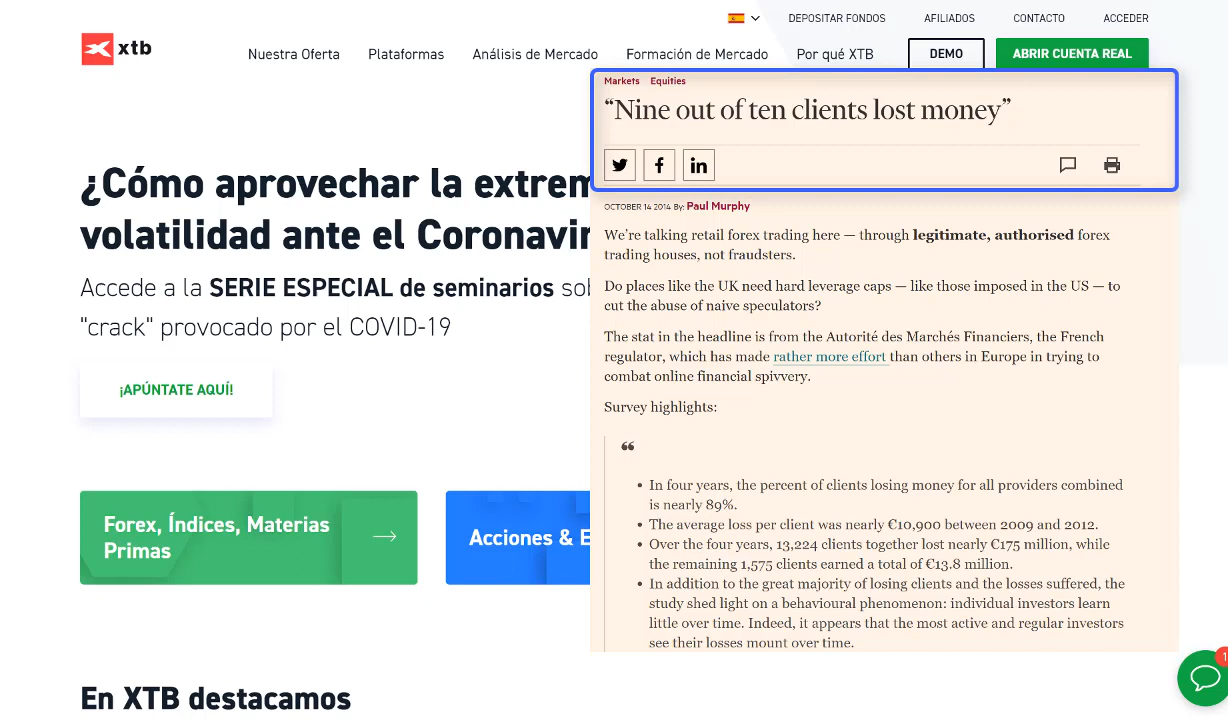 DEPOSITAR FONDOS AFILIADOS CONTACTO ACCEDER
xtb
Nuestra Oferta Plataformas Análisis de Mercado Formación de Mercado Por qué XTB DEMO ABRIR CUENTA REAL
¿Cómo aprovechar la extrem
volatilidad ante el Coronavir
Accede a la SERIE ESPECIAL de seminarios sob
"crack" provocado por el COVID-19
¡APÚNTATE AQUÍ!
Forex, Índices, Materias
Primas
Acciones & E
En XTB destacamos
Markets Equities
“Nine out of ten clients lost money”
OCTOBER 14 2014 By: Paul Murphy
We’re talking retail forex trading here — through legitimate, authorised forex
trading houses, not fraudsters.
Do places like the UK need hard leverage caps — like those imposed in the US — to
cut the abuse of naive speculators?
The stat in the headline is from the Autorité des Marchés Financiers, the French
regulator, which has made rather more effort than others in Europe in trying to
combat online financial spivvery.
Survey highlights:
“
• In four years, the percent of clients losing money for all providers combined
is nearly 89%.
• The average loss per client was nearly €10,900 between 2009 and 2012.
• Over the four years, 13,224 clients together lost nearly €175 million, while
the remaining 1,575 clients earned a total of €13.8 million.
• In addition to the great majority of losing clients and the losses suffered, the
study shed light on a behavioural phenomenon: individual investors learn
little over time. Indeed, it appears that the most active and regular investors
see their losses mount over time.
1